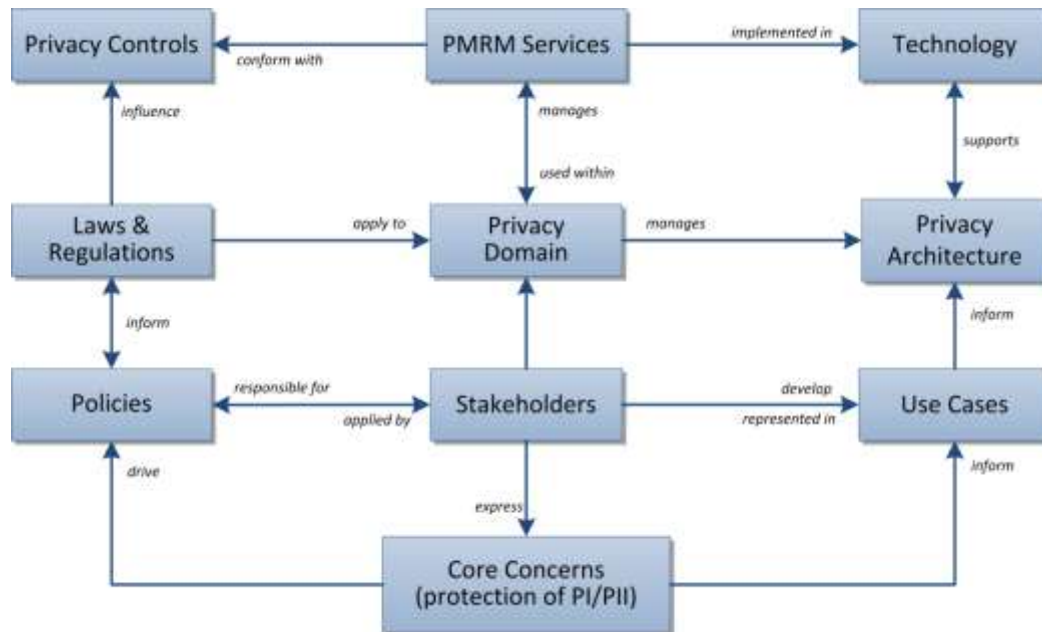 Privacy Controls
PMRM Services
Technology
conform with
implemented in
influence
manages
supports
used within
Laws &
Regulations
apply to
Privacy
Domain
manages
Privacy
Architecture
inform
inform
Policies
responsible for
applied by
Stakeholders
develop
represented in
Use Cases
drive
express
inform
Core Concerns
(protection of PI/PII)